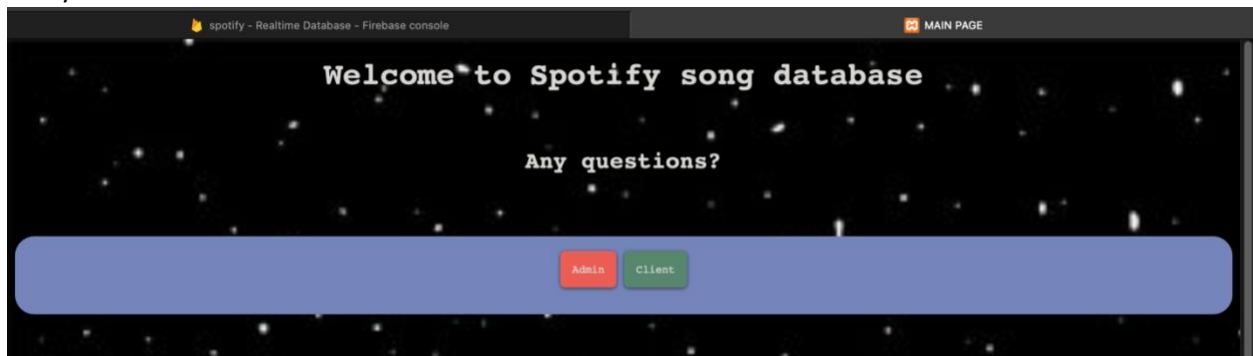 spotify - Realtime Database - Firebase console
MAIN PAGE
Welcome to Spotify song database
Any questions?
Admin
Client